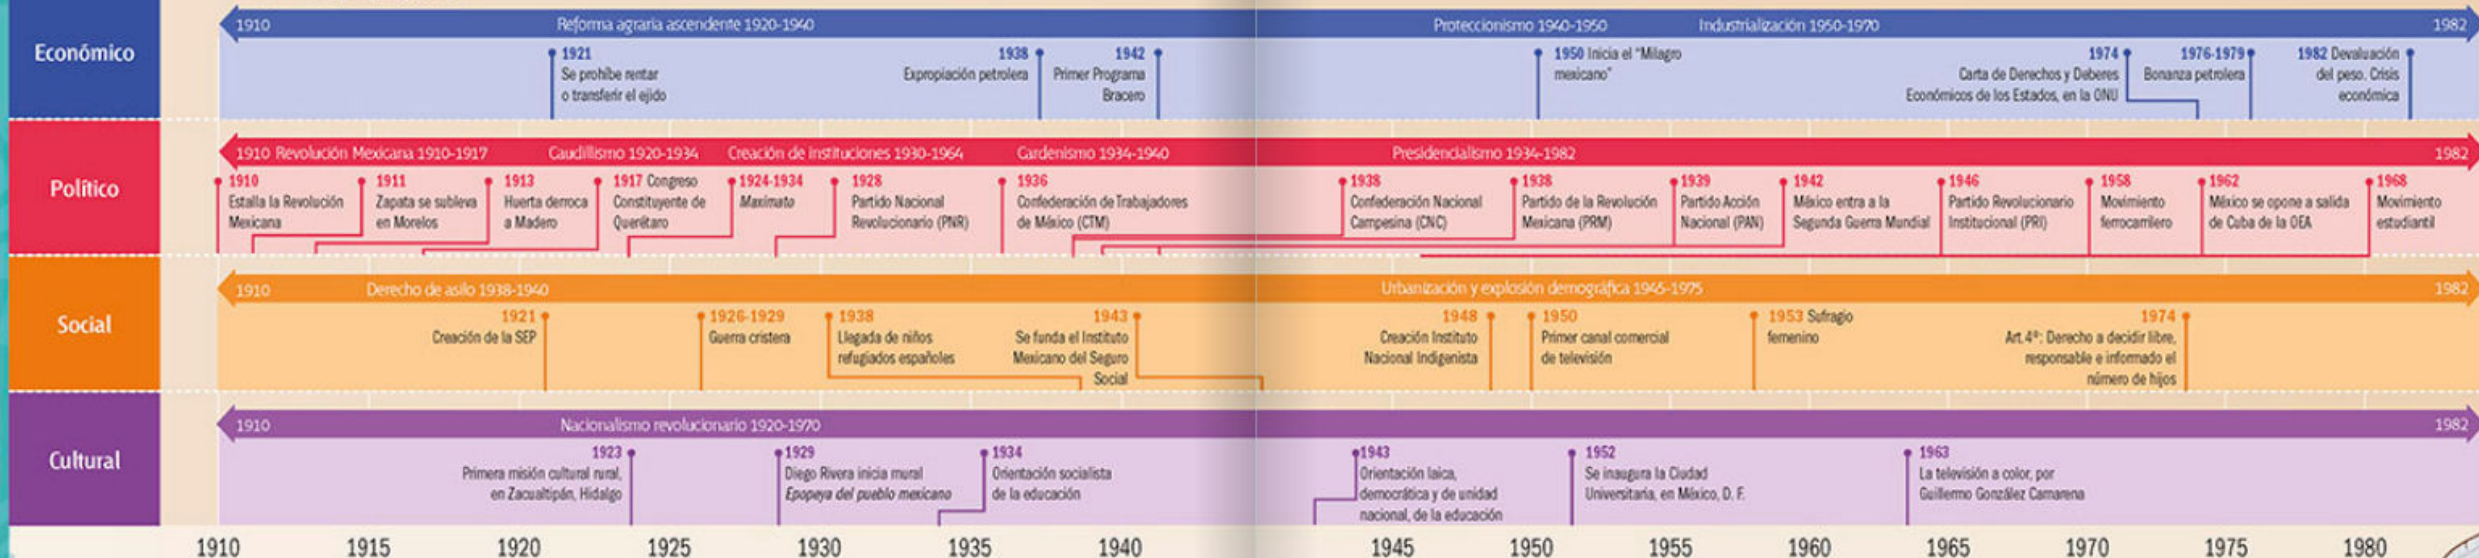 Económico
1910
Reforma agraria ascendente 1920-1940
Proteccionismo 1940-1950
Industrialización 1950-1970
1982
1921
Se prohíbe rentar
o transferir el ejido
1938
Expropiación petrolera
1942
Primer Programa
Bracero
1950 Inicia el "Milagro
mexicano"
1974
Carta de Derechos y Deberes
Económicos de los Estados, en la ONU
1976-1979
Bonanza petrolera
1982 Devaluación
del peso. Crisis
económica
Político
1910 Revolución Mexicana 1910-1917
Caudillismo 1920-1934
Creación de instituciones 1930-1964
Cardenismo 1934-1940
Presidencialismo 1934-1982
1982
1910
Estalla la Revolución
Mexicana
1911
Zapata se subleva
en Morelos
1913
Huerta derroca
a Madero
1917 Congreso
Constituyente de
Querétaro
1924-1934
Maximato
1928
Partido Nacional
Revolucionario (PNR)
1936
Confederación de Trabajadores
de México (CTM)
1938
Confederación Nacional
Campesina (CNC)
1938
Partido de la Revolución
Mexicana (PRM)
1939
Partido Acción
Nacional (PAN)
1942
México entra a la
Segunda Guerra Mundial
1946
Partido Revolucionario
Institucional (PRI)
1958
Movimiento
ferrocarrilero
1962
México se opone a salida
de Cuba de la OEA
1968
Movimiento
estudiantil
Social
1910
Derecho de asilo 1938-1940
Urbanización y explosión demográfica 1945-1975
1982
1921
Creación de la SEP
1926-1929
Guerra cristera
1938
Llegada de niños
refugiados españoles
1943
Se funda el Instituto
Mexicano del Seguro
Social
1948
Creación Instituto
Nacional Indigenista
1950
Primer canal comercial
de televisión
1953 Sufragio
femenino
1974
Art.4º: Derecho a decidir libre,
responsable e informado el
número de hijos
Cultural
1910
Nacionalismo revolucionario 1920-1970
1982
1923
Primera misión cultural rural,
en Zacualtipán, Hidalgo
1929
Diego Rivera inicia mural
Epopeya del pueblo mexicano
1934
Orientación socialista
de la educación
1943
Orientación laica,
democrática y de unidad
nacional, de la educación
1952
Se inaugura la Ciudad
Universitaria, en México, D. F.
1963
La televisión a color, por
Guillermo González Camarena
1910 1915 1920 1925 1930 1935 1940 1945 1950 1955 1960 1965 1970 1975 1980